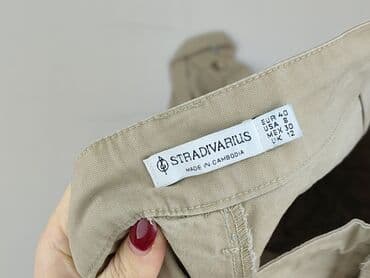 STRADIVARIUS
MADE IN CAMBODIA
EUR 40
USA 8
MEX 30
UK 12